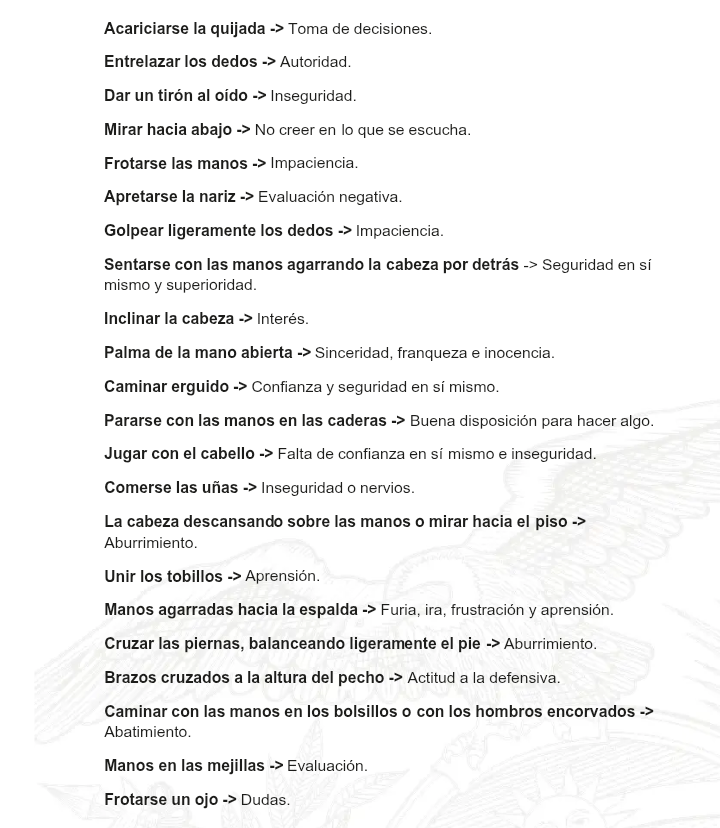 Acariciarse la quijada -> Toma de decisiones.
Entrelazar los dedos -> Autoridad.
Dar un tirón al oído -> Inseguridad.
Mirar hacia abajo -> No creer en lo que se escucha.
Frotarse las manos -> Impaciencia.
Apretarse la nariz -> Evaluación negativa.
Golpear ligeramente los dedos -> Impaciencia.
Sentarse con las manos agarrando la cabeza por detrás -> Seguridad en sí
mismo y superioridad.
Inclinar la cabeza -> Interés.
Palma de la mano abierta -> Sinceridad, franqueza e inocencia.
Caminar erguido -> Confianza y seguridad en sí mismo.
Pararse con las manos en las caderas -> Buena disposición para hacer algo.
Jugar con el cabello -> Falta de confianza en sí mismo e inseguridad.
Comerse las uñas -> Inseguridad o nervios.
La cabeza descansando sobre las manos o mirar hacia el piso ->
Aburrimiento.
Unir los tobillos -> Aprensión.
Manos agarradas hacia la espalda -> Furia, ira, frustración y aprensión.
Cruzar las piernas, balanceando ligeramente el pie -> Aburrimiento.
Brazos cruzados a la altura del pecho -> Actitud a la defensiva.
Caminar con las manos en los bolsillos o con los hombros encorvados ->
Abatimiento.
Manos en las mejillas -> Evaluación.
Frotarse un ojo -> Dudas.